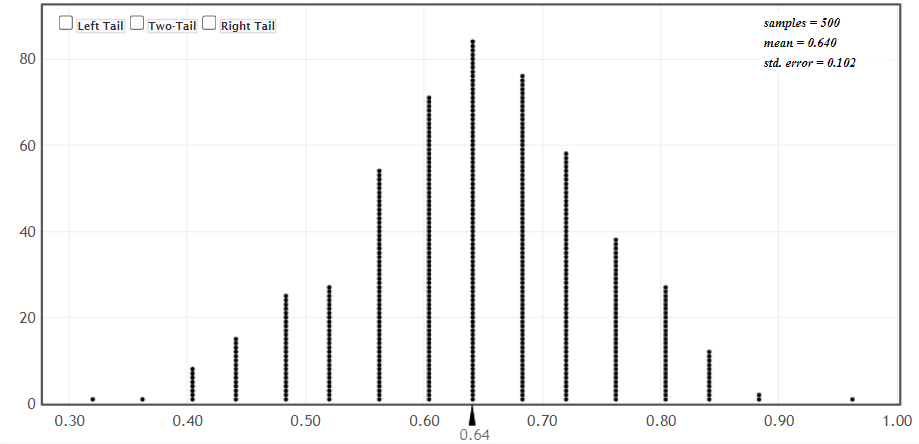 Left Tail Two-Tail Right Tail
samples = 500
mean = 0.640
std. error = 0.102
80
60
40
20
0
0.30 0.40 0.50 0.60 0.70 0.80 0.90 1.00
0.64